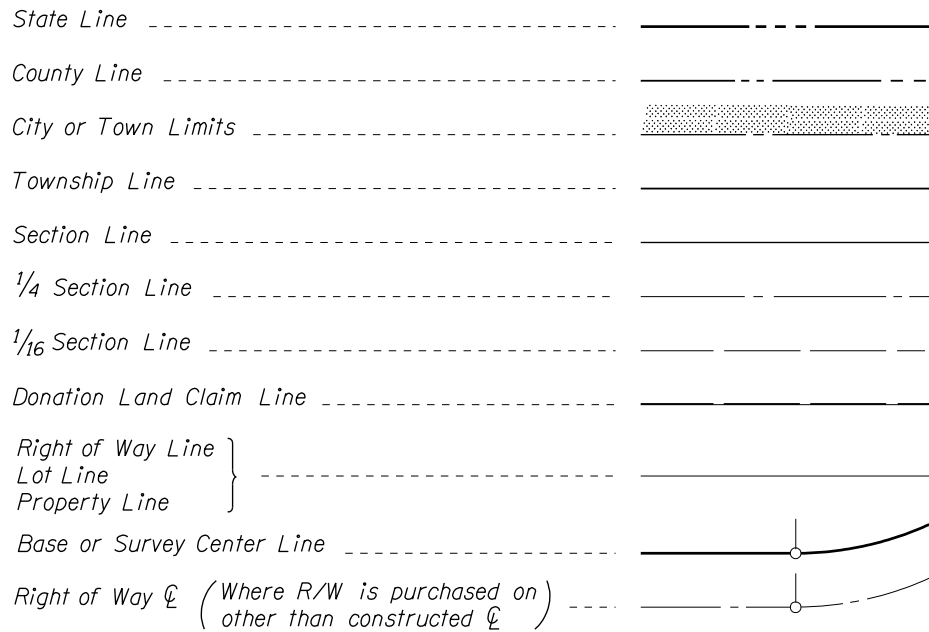 State Line
County Line
City or Town Limits
Township Line
Section Line
1/4 Section Line
1/16 Section Line
Donation Land Claim Line
Right of Way Line
Lot Line
Property Line
Base or Survey Center Line
Right of Way ℄ (Where R/W is purchased on
other than constructed ℄)